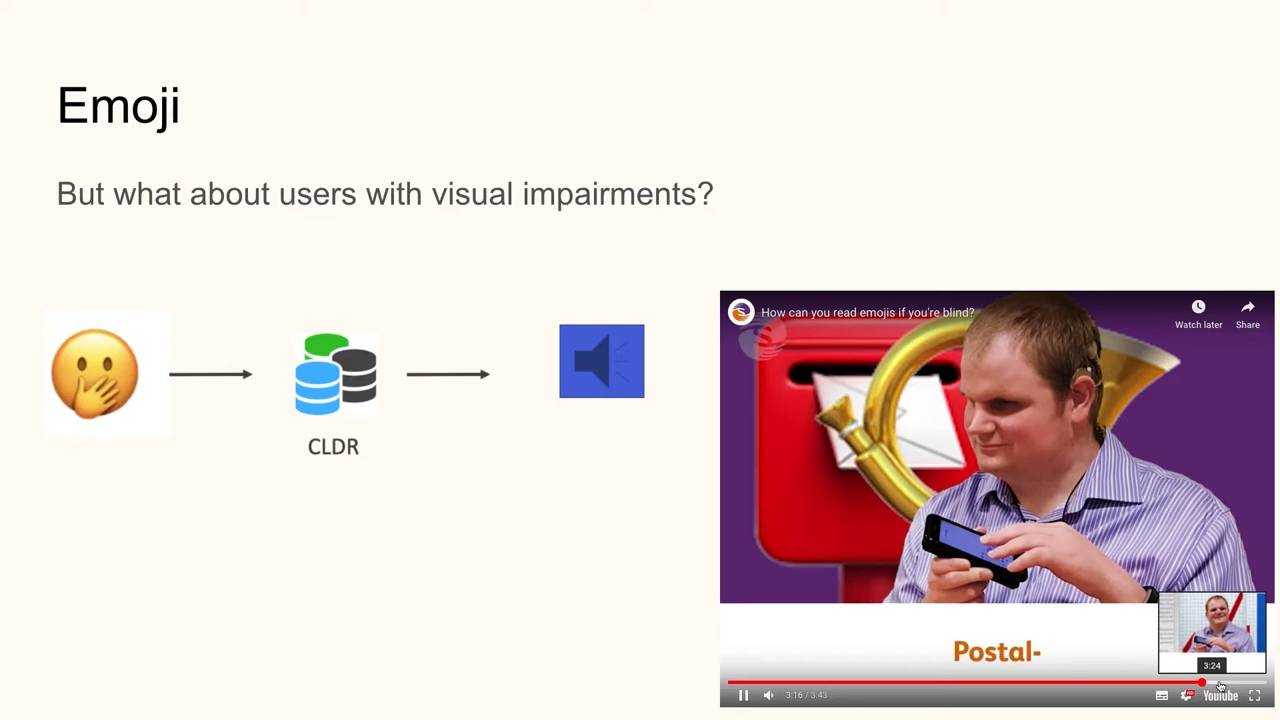 Emoji
But what about users with visual impairments?
CLDR
How can you read emojis if you're blind?
Watch later
Share
Postal-
3:24
3:16 / 3:43
HD
YouTube